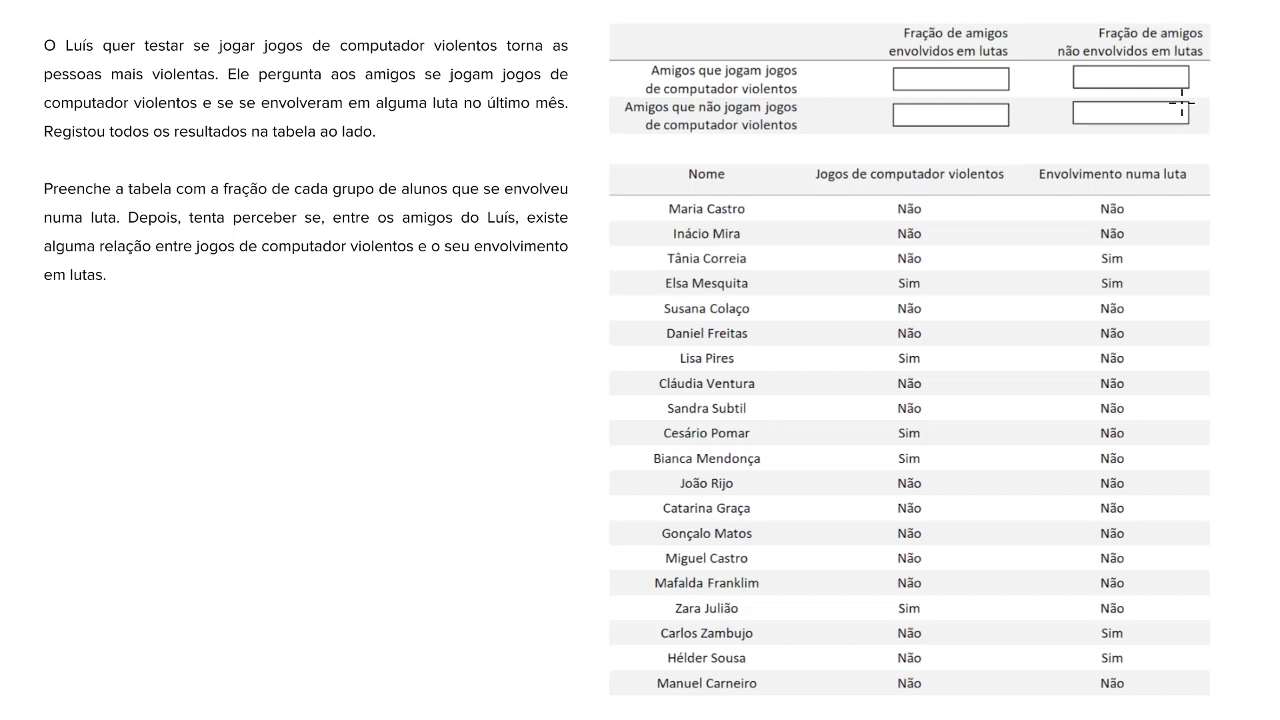 O Luís quer testar se jogar jogos de computador violentos torna as
pessoas mais violentas. Ele pergunta aos amigos se jogam jogos de
computador violentos e se se envolveram em alguma luta no último mês.
Registou todos os resultados na tabela ao lado.
Preenche a tabela com a fração de cada grupo de alunos que se envolveu
numa luta. Depois, tenta perceber se, entre os amigos do Luís, existe
alguma relação entre jogos de computador violentos e o seu envolvimento
em lutas.
Fração de amigos Fração de amigos
envolvidos em lutas não envolvidos em lutas
Amigos que jogam jogos
de computador violentos
Amigos que não jogam jogos
de computador violentos
Nome Jogos de computador violentos Envolvimento numa luta
Maria Castro Não Não
Inácio Mira Não Não
Tânia Correia Não Sim
Elsa Mesquita Sim Sim
Susana Colaço Não Não
Daniel Freitas Não Não
Lisa Pires Sim Não
Cláudia Ventura Não Não
Sandra Subtil Não Não
Cesário Pomar Sim Não
Bianca Mendonça Sim Não
João Rijo Não Não
Catarina Graça Não Não
Gonçalo Matos Não Não
Miguel Castro Não Não
Mafalda Franklim Não Não
Zara Julião Sim Não
Carlos Zambujo Não Sim
Hélder Sousa Não Sim
Manuel Carneiro Não Não